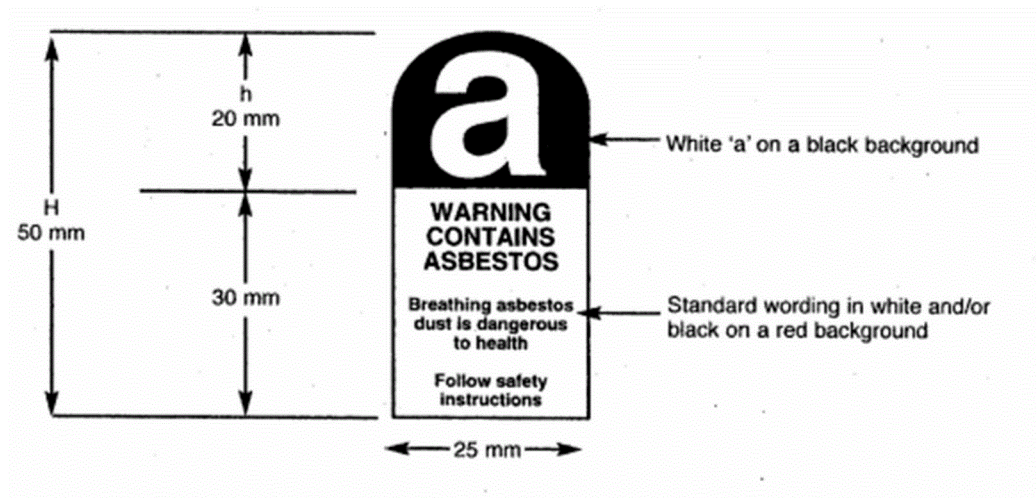 h
20 mm
H
50 mm
30 mm
a
WARNING
CONTAINS
ASBESTOS
Breathing asbestos
dust is dangerous
to health
Follow safety
instructions
25 mm
White ‘a’ on a black background
Standard wording in white and/or
black on a red background